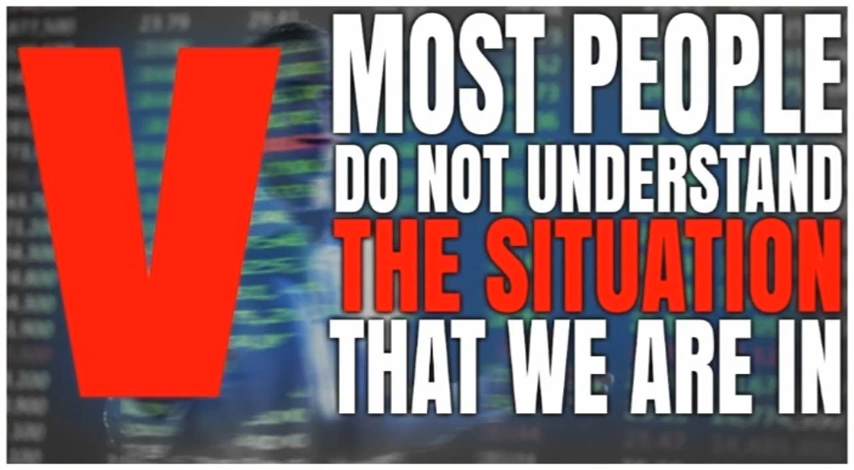 V
MOST PEOPLE
DO NOT UNDERSTAND
THE SITUATION
THAT WE ARE IN